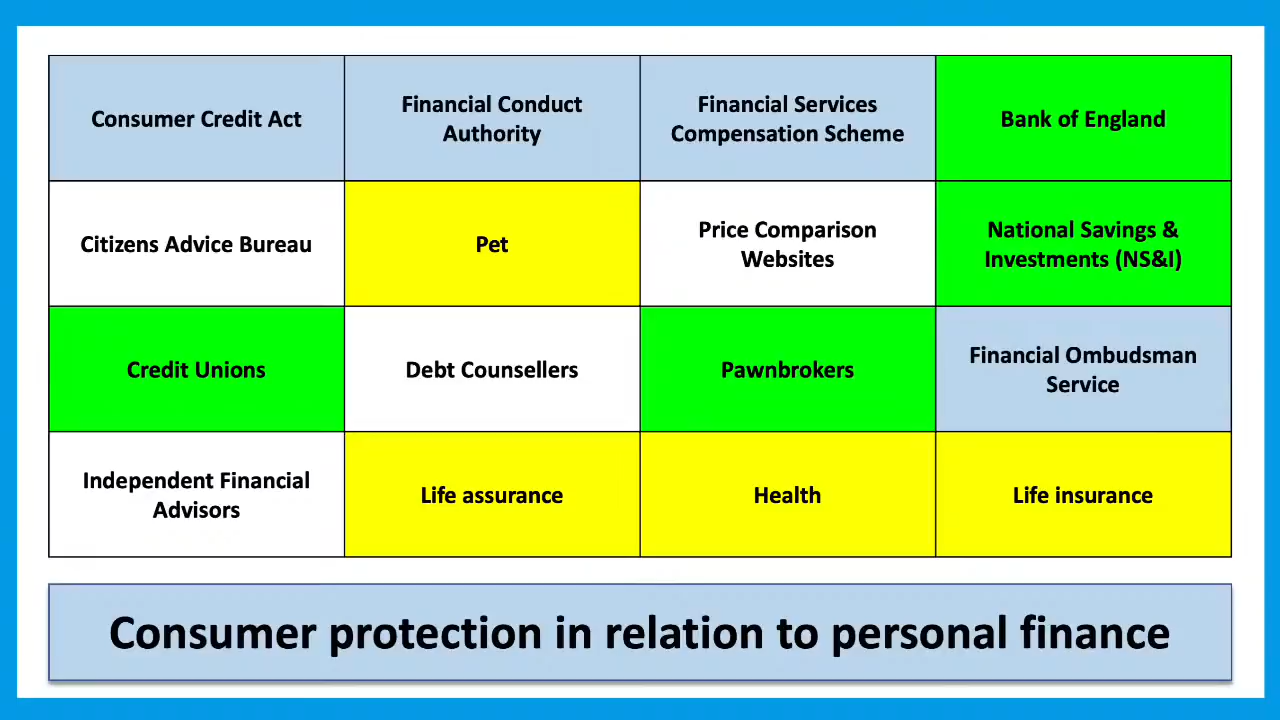 Consumer Credit Act
Financial Conduct
Authority
Financial Services
Compensation Scheme
Bank of England
Citizens Advice Bureau
Pet
Price Comparison
Websites
National Savings &
Investments (NS&I)
Credit Unions
Debt Counsellers
Pawnbrokers
Financial Ombudsman
Service
Independent Financial
Advisors
Life assurance
Health
Life insurance
Consumer protection in relation to personal finance